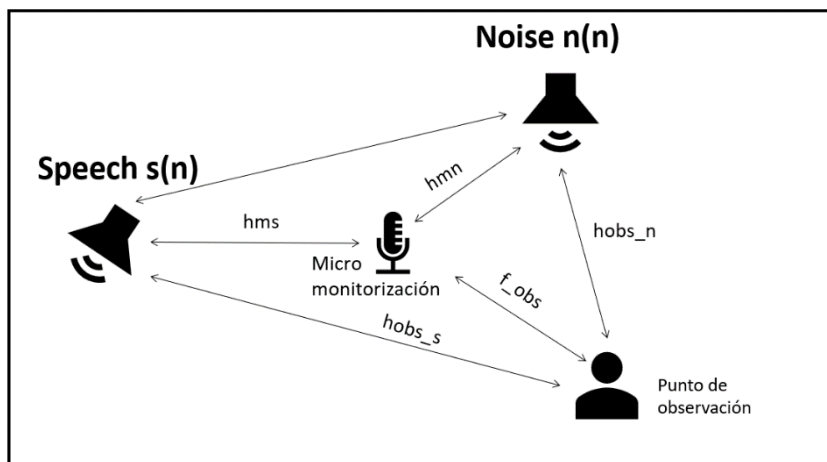 Noise n(n)
Speech s(n)
hmn
hms
hobs_n
Micro
monitorización
f_obs
hobs_s
Punto de
observación